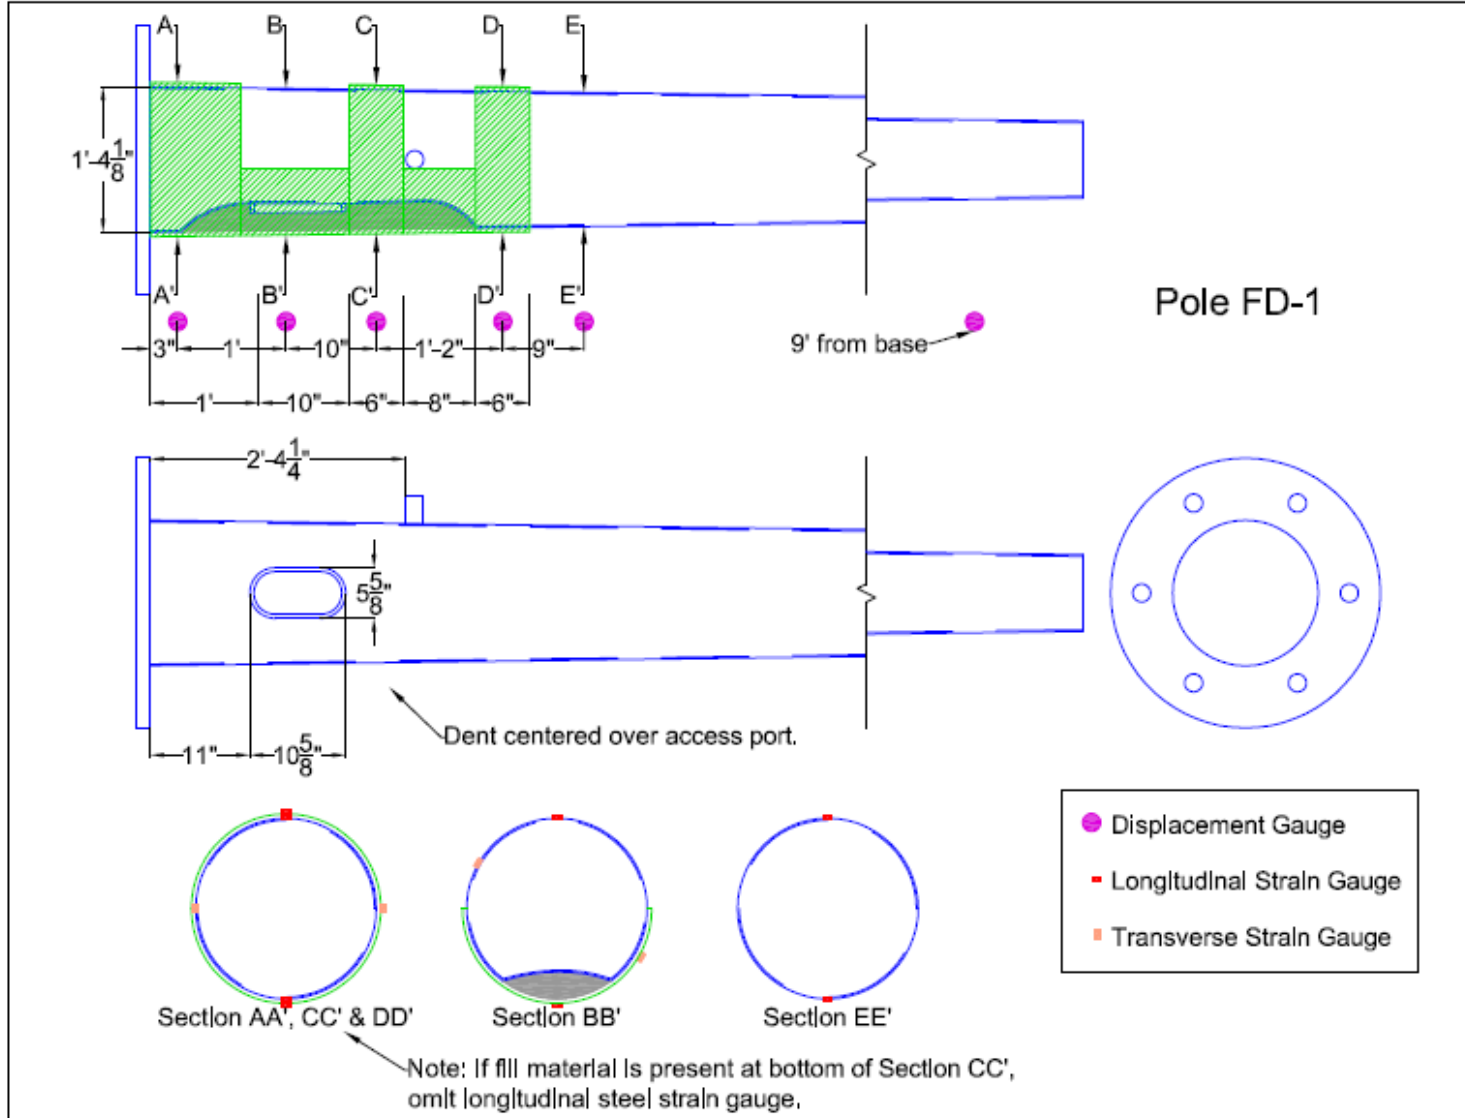 A B C D E
1'-4 1/8"
A' B' C' D' E'
Pole FD-1
9' from base
3" 1' 10" 1'-2" 9"
1' 10" 6" 8" 6"
2'-4 1/4"
5 5/8"
Dent centered over access port.
11" 10 5/8"
Displacement Gauge
Longitudinal Strain Gauge
Transverse Strain Gauge
Section AA', CC' & DD'
Section BB'
Section EE'
Note: If fill material is present at bottom of Section CC',
omit longitudinal steel strain gauge.